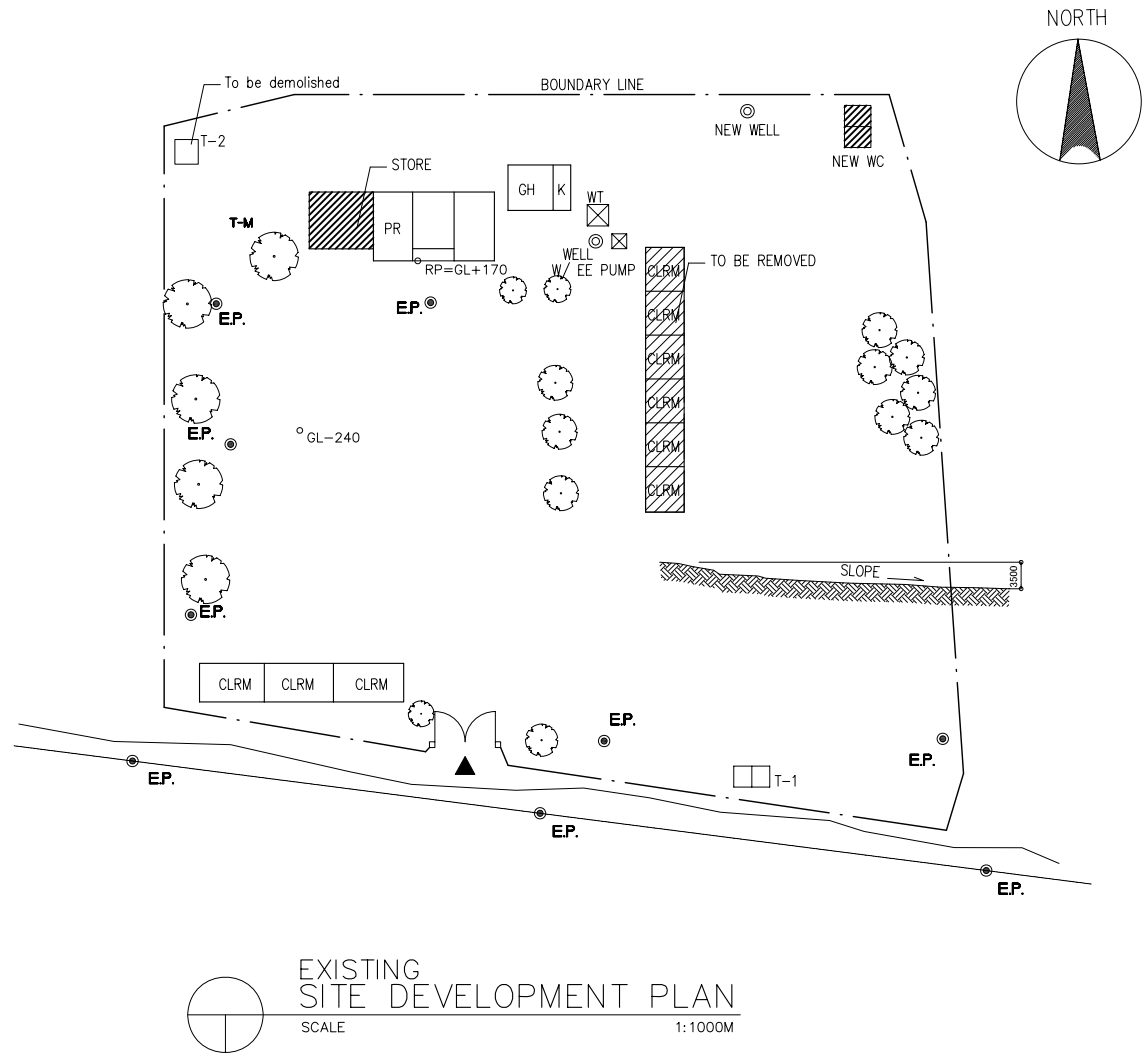 NORTH
To be demolished
BOUNDARY LINE
T-2
NEW WELL
NEW WC
STORE
GH
K
WT
T-M
PR
WELL
RP=GL+170
W EE PUMP
CLRM
TO BE REMOVED
E.P.
E.P.
CLRM
CLRM
CLRM
E.P.
GL-240
CLRM
CLRM
SLOPE
3500
E.P.
CLRM
CLRM
CLRM
E.P.
E.P.
E.P.
T-1
E.P.
E.P.
EXISTING
SITE DEVELOPMENT PLAN
SCALE
1:1000M